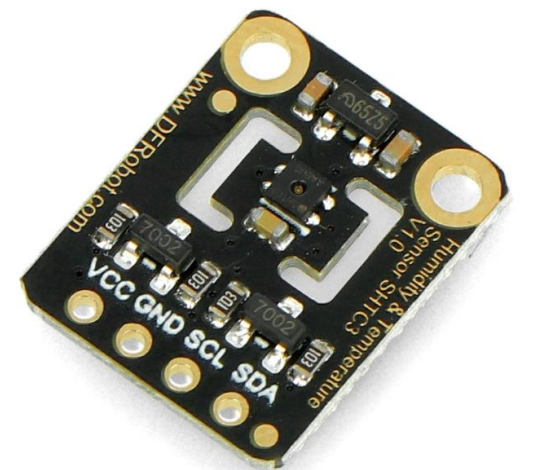 www.DFRobot.com
65Z5
Humidity & Temperature
Sensor SHTC3
V1.0
7002
103
103
103
7002
103
VCC GND SCL SDA